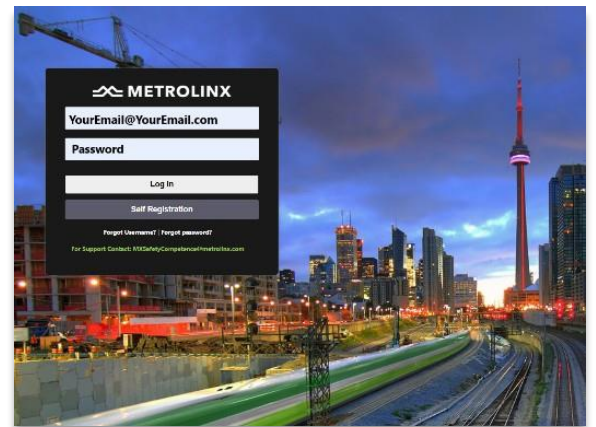 METROLINX
YourEmail@YourEmail.com
Password
Log In
Self Registration
Forgot Username? | Forgot password?
For Support Contact: MXSafetyCompetence@metrolinx.com